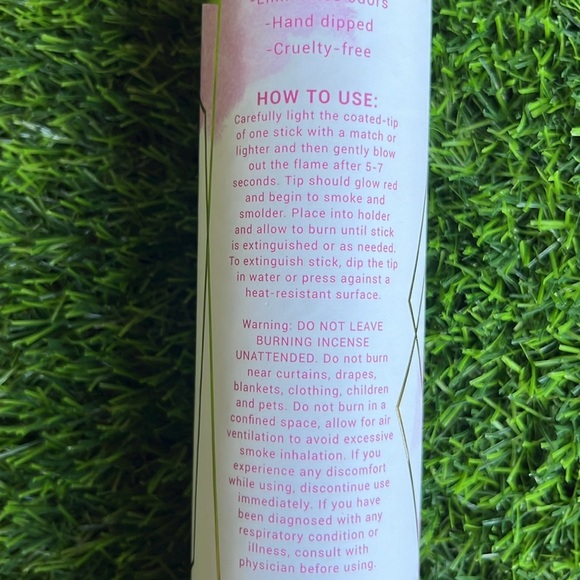 odors
-Hand dipped
-Cruelty-free
HOW TO USE:
Carefully light the coated-tip
of one stick with a match or
lighter and then gently blow
out the flame after 5-7
seconds. Tip should glow red
and begin to smoke and
smolder. Place into holder
and allow to burn until stick
is extinguished or as needed.
To extinguish stick, dip the tip
in water or press against a
heat-resistant surface.
Warning: DO NOT LEAVE
BURNING INCENSE
UNATTENDED. Do not burn
near curtains, drapes,
blankets, clothing, children
and pets. Do not burn in a
confined space, allow for air
ventilation to avoid excessive
smoke inhalation. If you
experience any discomfort
while using, discontinue use
immediately. If you have
been diagnosed with any
respiratory condition or
illness, consult with
physician before using.